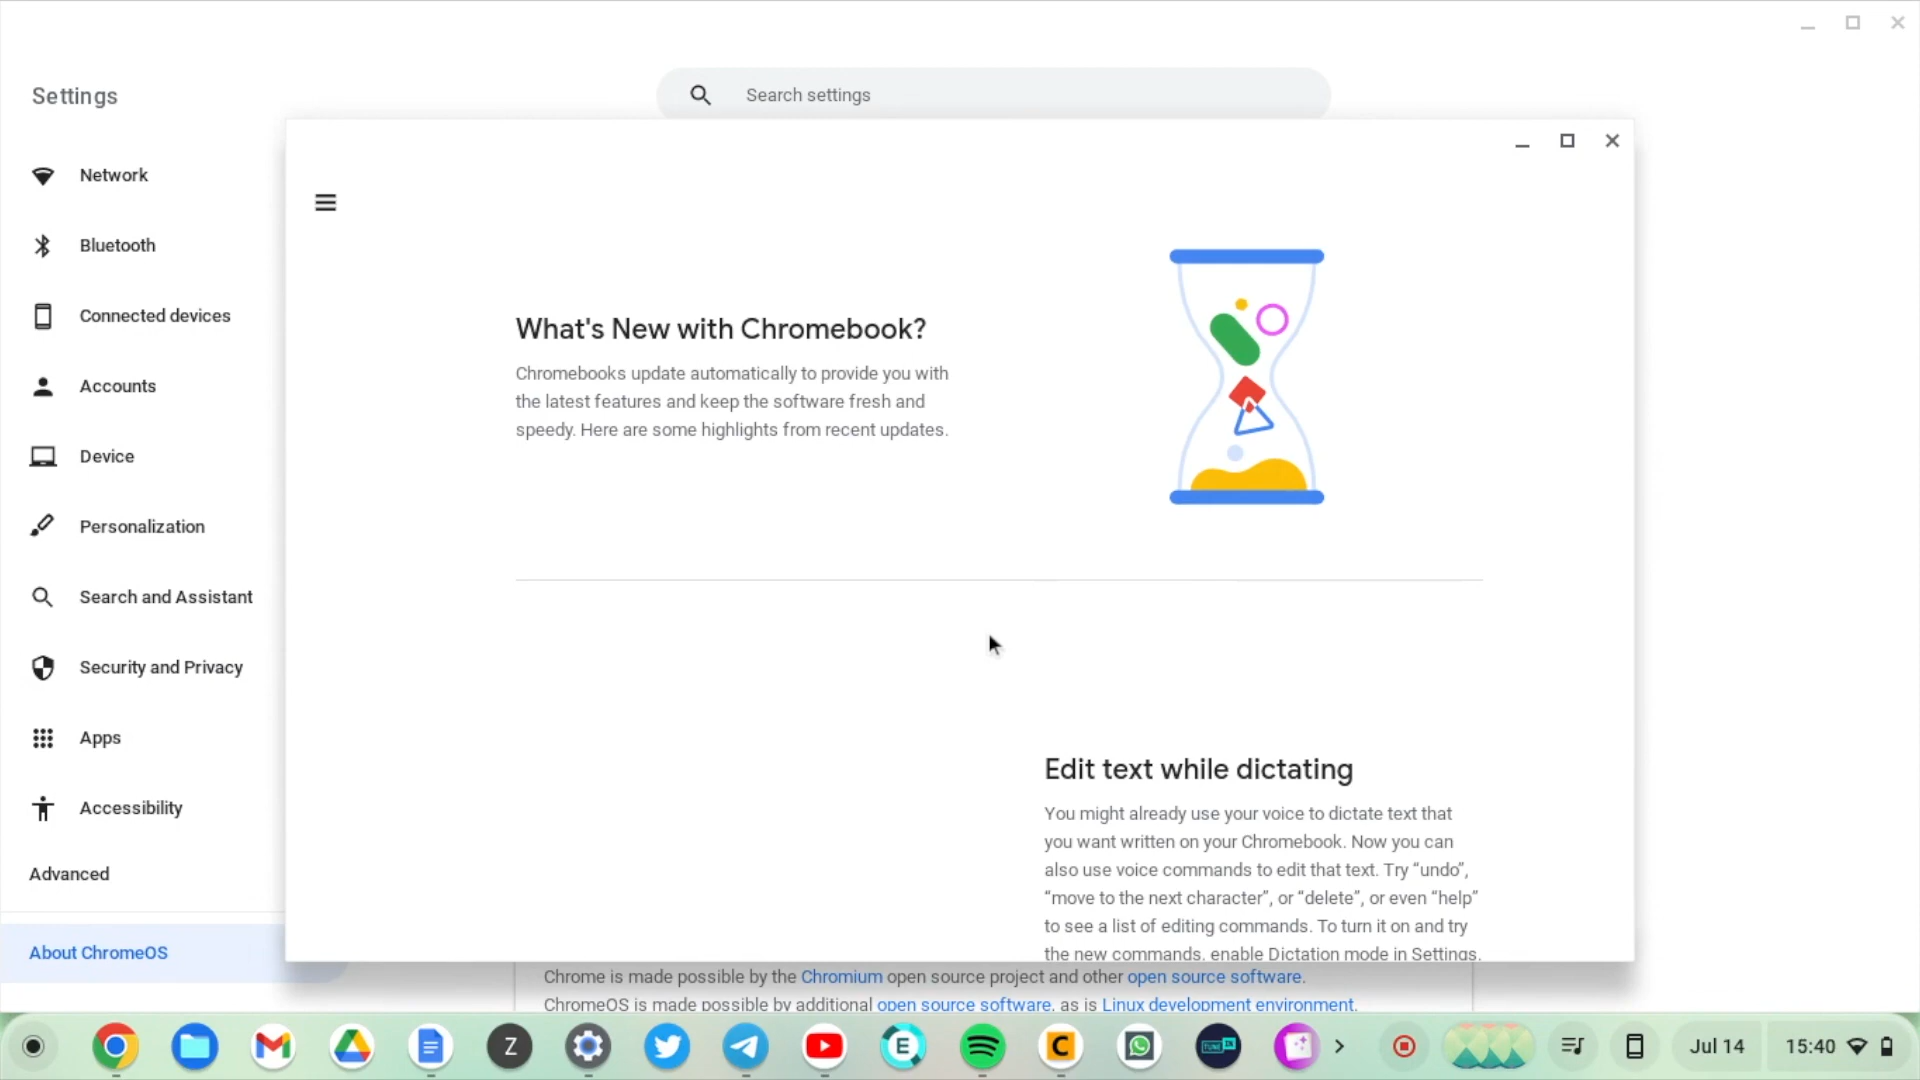 Settings
Search settings
Network
Bluetooth
Connected devices
Accounts
Device
Personalization
Search and Assistant
Security and Privacy
Apps
Accessibility
Advanced
About ChromeOS
What's New with Chromebook?
Chromebooks update automatically to provide you with
the latest features and keep the software fresh and
speedy. Here are some highlights from recent updates.
Edit text while dictating
You might already use your voice to dictate text that
you want written on your Chromebook. Now you can
also use voice commands to edit that text. Try “undo”,
“move to the next character”, or “delete”, or even “help”
to see a list of editing commands. To turn it on and try
the new commands, enable Dictation mode in Settings.
Chrome is made possible by the Chromium open source project and other open source software.
ChromeOS is made possible by additional open source software, as is Linux development environment.
Z
E
C
TUNE IN
Jul 14
15:40